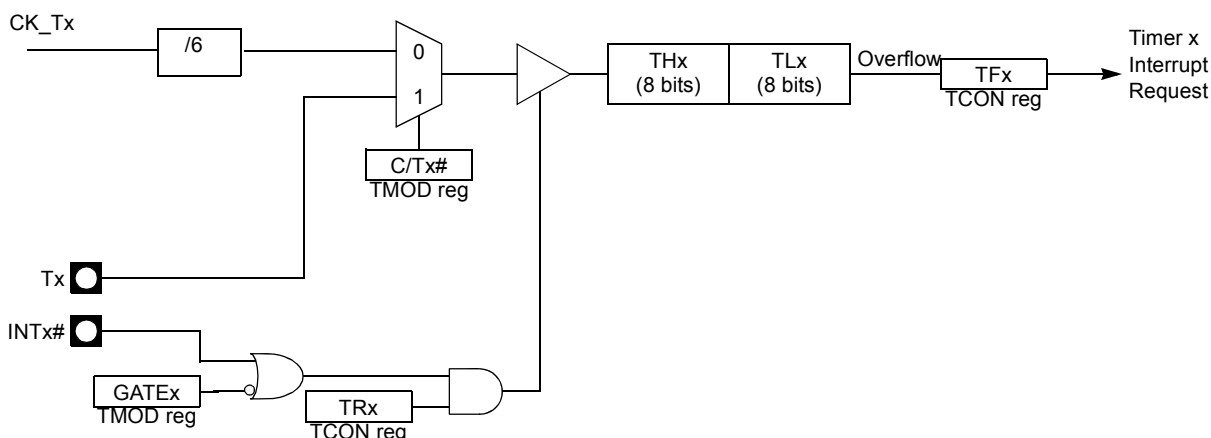 CK_Tx
/6
0
1
C/Tx#
TMOD reg
THx
(8 bits)
TLx
(8 bits)
Overflow
TFx
TCON reg
Timer x
Interrupt
Request
Tx
INTx#
GATEx
TMOD reg
TRx
TCON reg